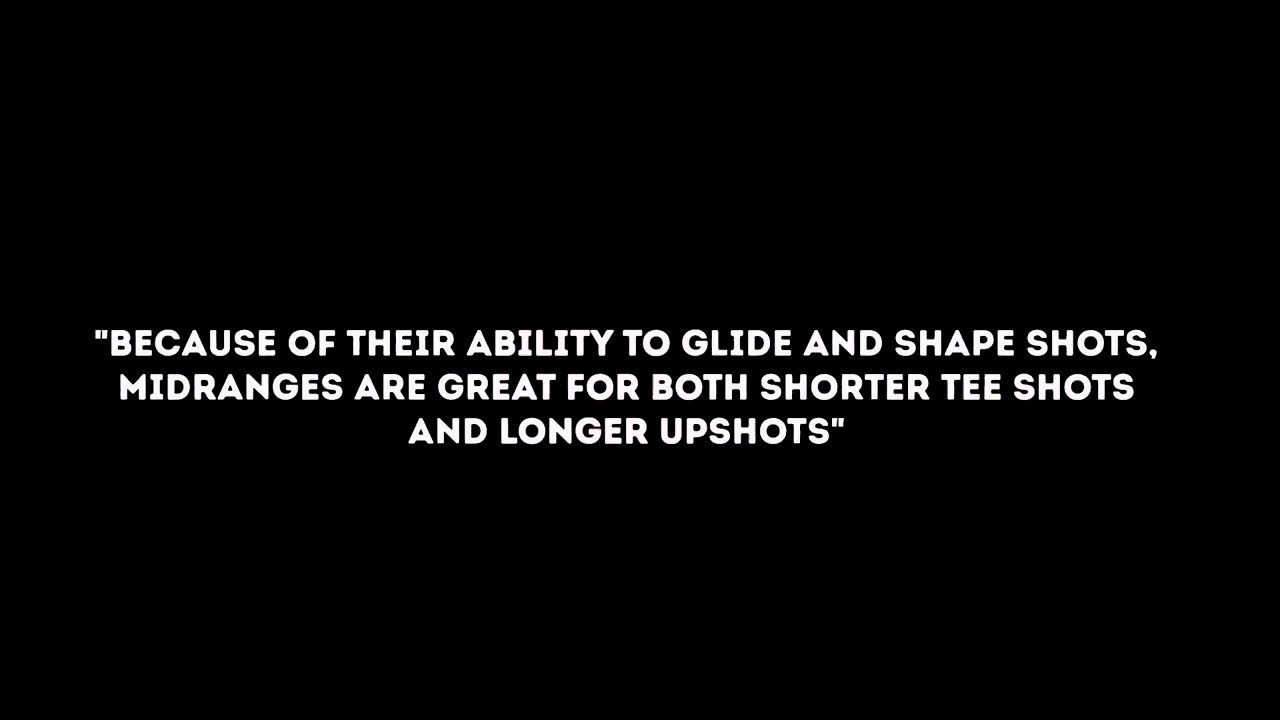 "BECAUSE OF THEIR ABILITY TO GLIDE AND SHAPE SHOTS,
MIDRANGES ARE GREAT FOR BOTH SHORTER TEE SHOTS
AND LONGER UPSHOTS"